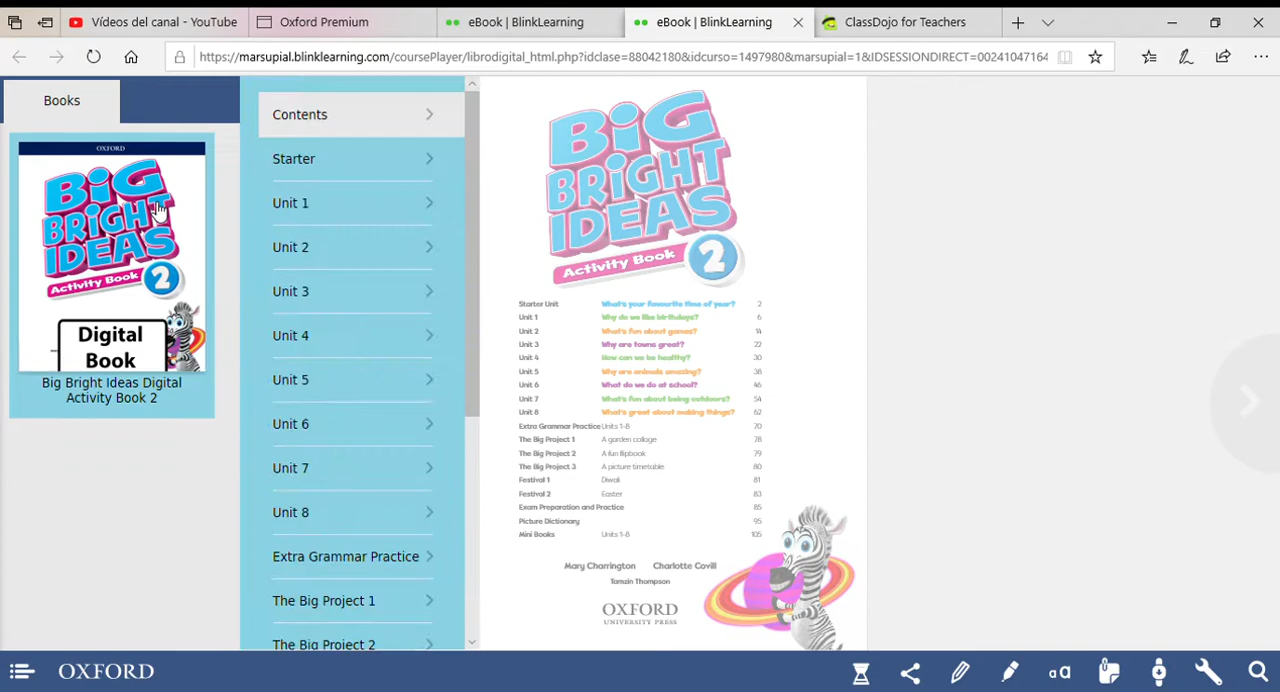 Vídeos del canal - YouTube
Oxford Premium
eBook | BlinkLearning
eBook | BlinkLearning
ClassDojo for Teachers
https://marsupial.blinklearning.com/coursePlayer/librodigital_html.php?idclase=88042180&idcurso=1497980&marsupial=1&IDSESSIONDIRECT=00241047164
Books
OXFORD
BiG
BRiGHT
IDEAS
Activity Book 2
Digital
Book
Big Bright Ideas Digital
Activity Book 2
Contents
Starter
Unit 1
Unit 2
Unit 3
Unit 4
Unit 5
Unit 6
Unit 7
Unit 8
Extra Grammar Practice
The Big Project 1
The Big Project 2
BiG
BRiGHT
IDEAS
Activity Book 2
Starter Unit What's your favourite time of year? 2
Unit 1 Why do we like birthdays? 6
Unit 2 What's fun about games? 14
Unit 3 Why are towns great? 22
Unit 4 How can we be healthy? 30
Unit 5 Why are animals amazing? 38
Unit 6 What do we do at school? 46
Unit 7 What's fun about being outdoors? 54
Unit 8 What's great about making things? 62
Extra Grammar Practice Units 1-8 70
The Big Project 1 A garden collage 78
The Big Project 2 A fun flipbook 79
The Big Project 3 A picture timetable 80
Festival 1 Diwali 81
Festival 2 Easter 83
Exam Preparation and Practice 85
Picture Dictionary 95
Mini Books Units 1-8 105
Mary Charrington Charlotte Covill
Tamzin Thompson
OXFORD
UNIVERSITY PRESS
OXFORD
aa